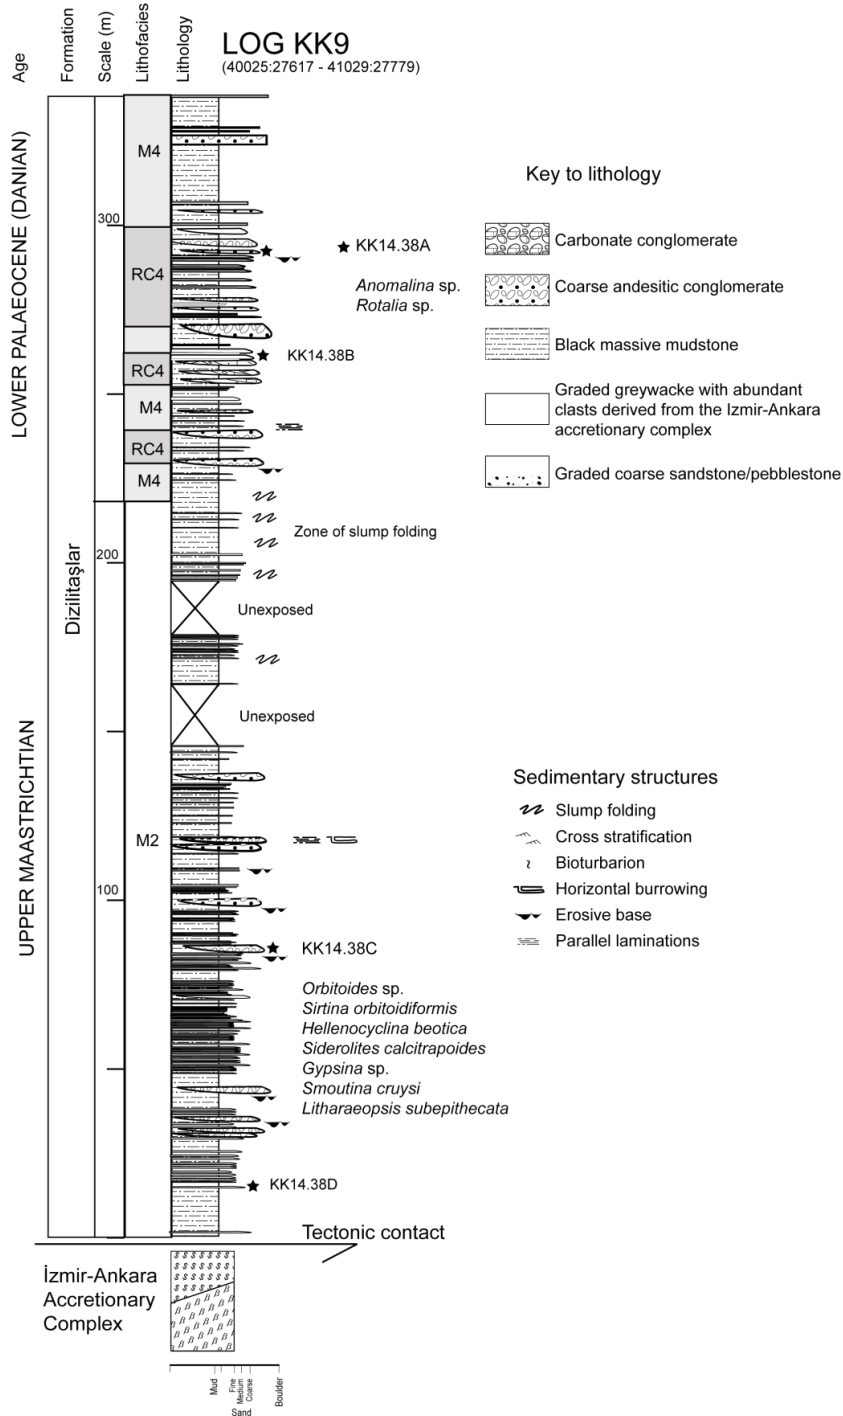 LOG KK9
(40025:27617 - 41029:27779)
Age
Formation
Scale (m)
Lithofacies
Lithology
LOWER PALAEOCENE (DANIAN)
UPPER MAASTRICHTIAN
Dizilitaşlar
300
200
100
M4
RC4
RC4
M4
RC4
M4
M2
KK14.38A
Anomalina sp.
Rotalia sp.
KK14.38B
Zone of slump folding
Unexposed
Unexposed
KK14.38C
Orbitoides sp.
Sirtina orbitoidiformis
Hellenocyclina beotica
Siderolites calcitrapoides
Gypsina sp.
Smoutina cruysi
Litharaeopsis subepithecata
KK14.38D
Tectonic contact
İzmir-Ankara
Accretionary
Complex
Mud
Fine
Medium
Coarse
Boulder
Sand
Key to lithology
Carbonate conglomerate
Coarse andesitic conglomerate
Black massive mudstone
Graded greywacke with abundant
clasts derived from the Izmir-Ankara
accretionary complex
Graded coarse sandstone/pebblestone
Sedimentary structures
Slump folding
Cross stratification
Bioturbarion
Horizontal burrowing
Erosive base
Parallel laminations